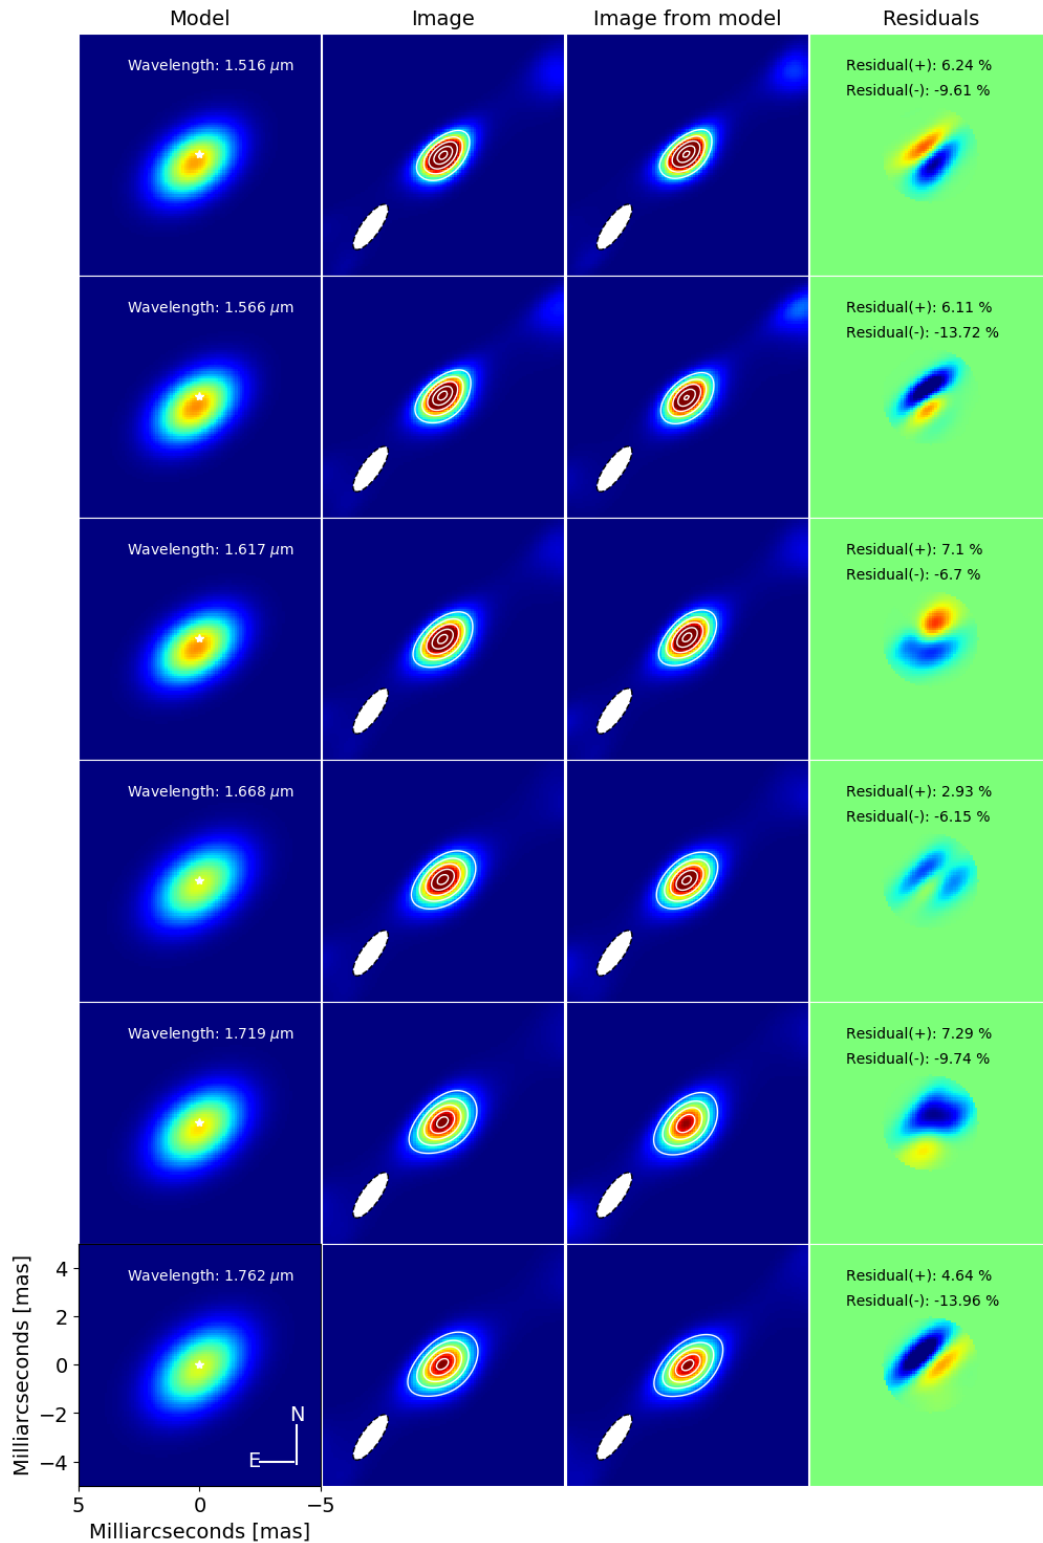 Model Image Image from model Residuals
Wavelength: 1.516 μm
Residual(+): 6.24 %
Residual(-): -9.61 %
Wavelength: 1.566 μm
Residual(+): 6.11 %
Residual(-): -13.72 %
Wavelength: 1.617 μm
Residual(+): 7.1 %
Residual(-): -6.7 %
Wavelength: 1.668 μm
Residual(+): 2.93 %
Residual(-): -6.15 %
Wavelength: 1.719 μm
Residual(+): 7.29 %
Residual(-): -9.74 %
Wavelength: 1.762 μm
Residual(+): 4.64 %
Residual(-): -13.96 %
Milliarcseconds [mas]
4
2
0
−2
−4
N
E
5 0 −5
Milliarcseconds [mas]